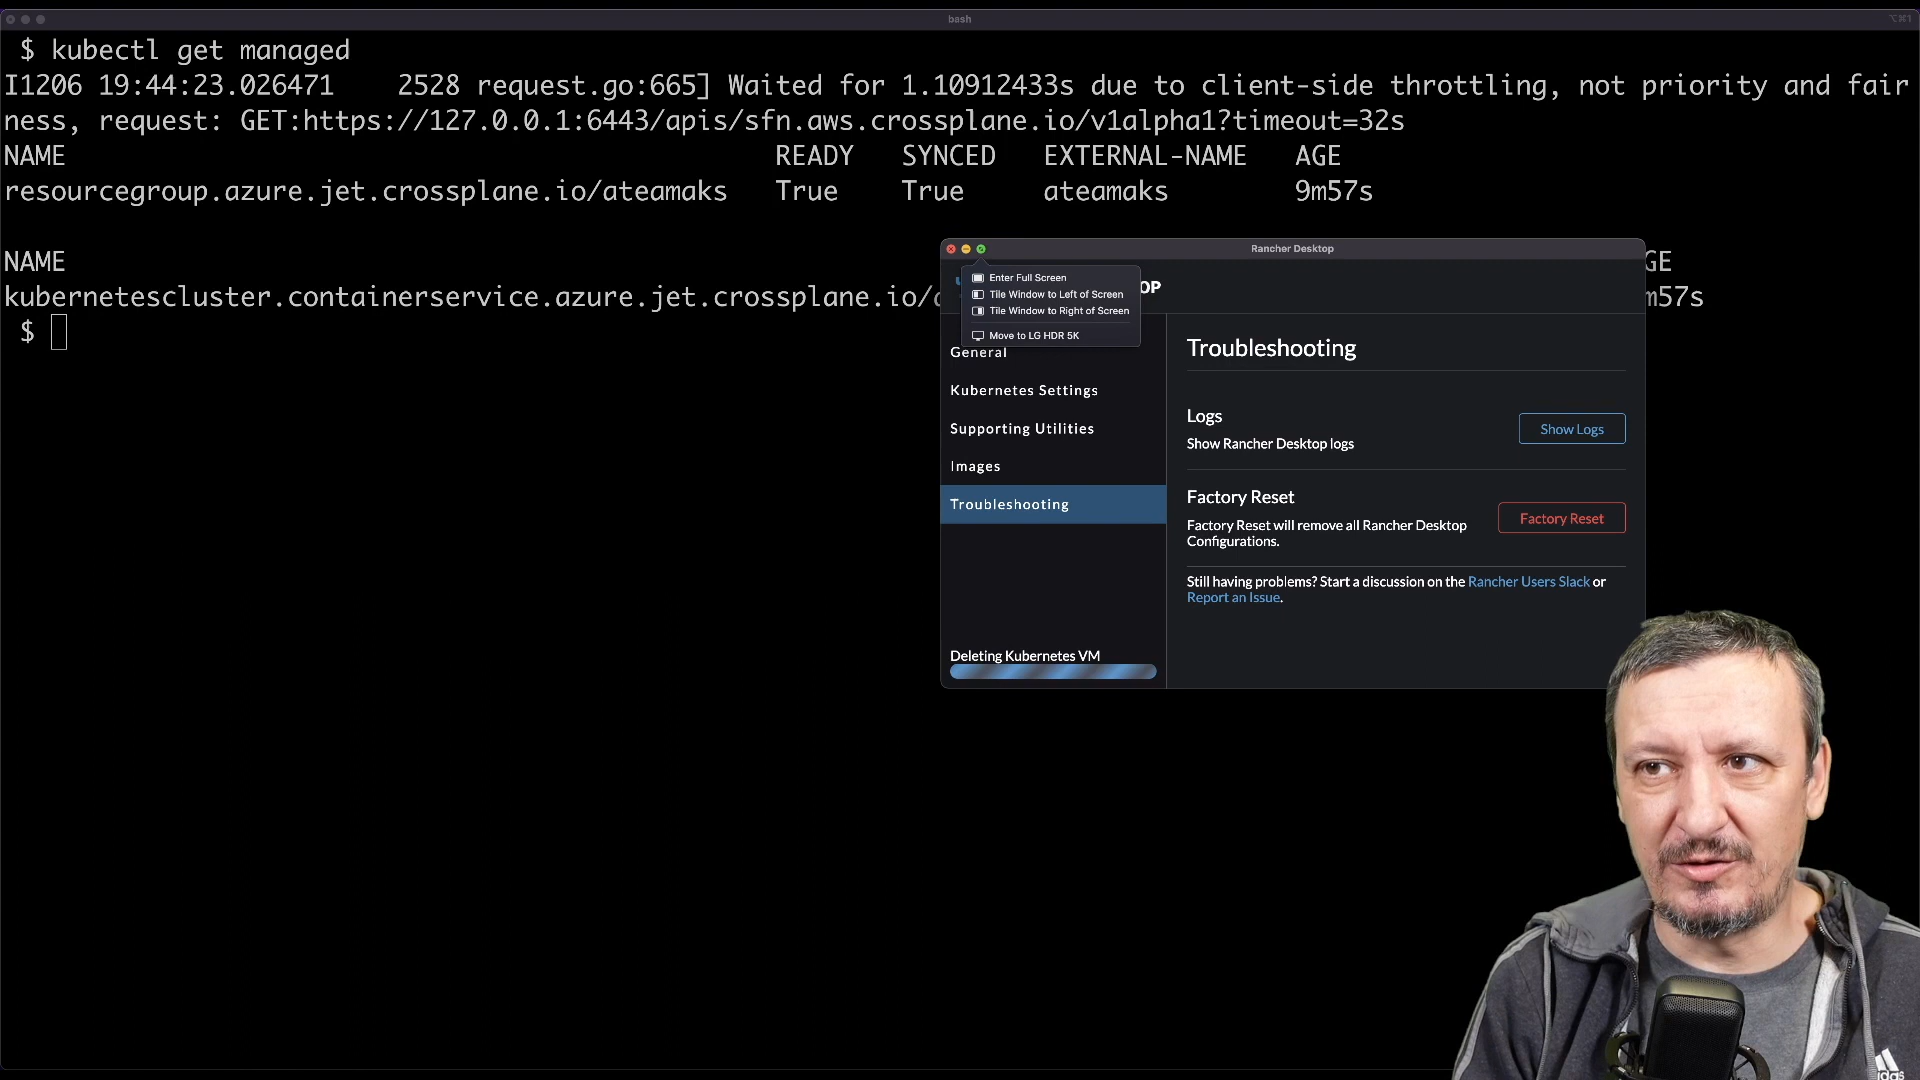 bash
⌥⌘1
$ kubectl get managed
I1206 19:44:23.026471    2528 request.go:665] Waited for 1.10912433s due to client-side throttling, not priority and fair
ness, request: GET:https://127.0.0.1:6443/apis/sfn.aws.crossplane.io/v1alpha1?timeout=32s
NAME READY SYNCED EXTERNAL-NAME AGE
resourcegroup.azure.jet.crossplane.io/ateamaks True True ateamaks 9m57s
NAME GE
kubernetescluster.containerservice.azure.jet.crossplane.io/ m57s
$
Rancher Desktop
Enter Full Screen
Tile Window to Left of Screen
Tile Window to Right of Screen
Move to LG HDR 5K
OP
General
Kubernetes Settings
Supporting Utilities
Images
Troubleshooting
Deleting Kubernetes VM
Troubleshooting
Logs
Show Rancher Desktop logs
Show Logs
Factory Reset
Factory Reset will remove all Rancher Desktop
Configurations.
Factory Reset
Still having problems? Start a discussion on the Rancher Users Slack or
Report an Issue.
didas